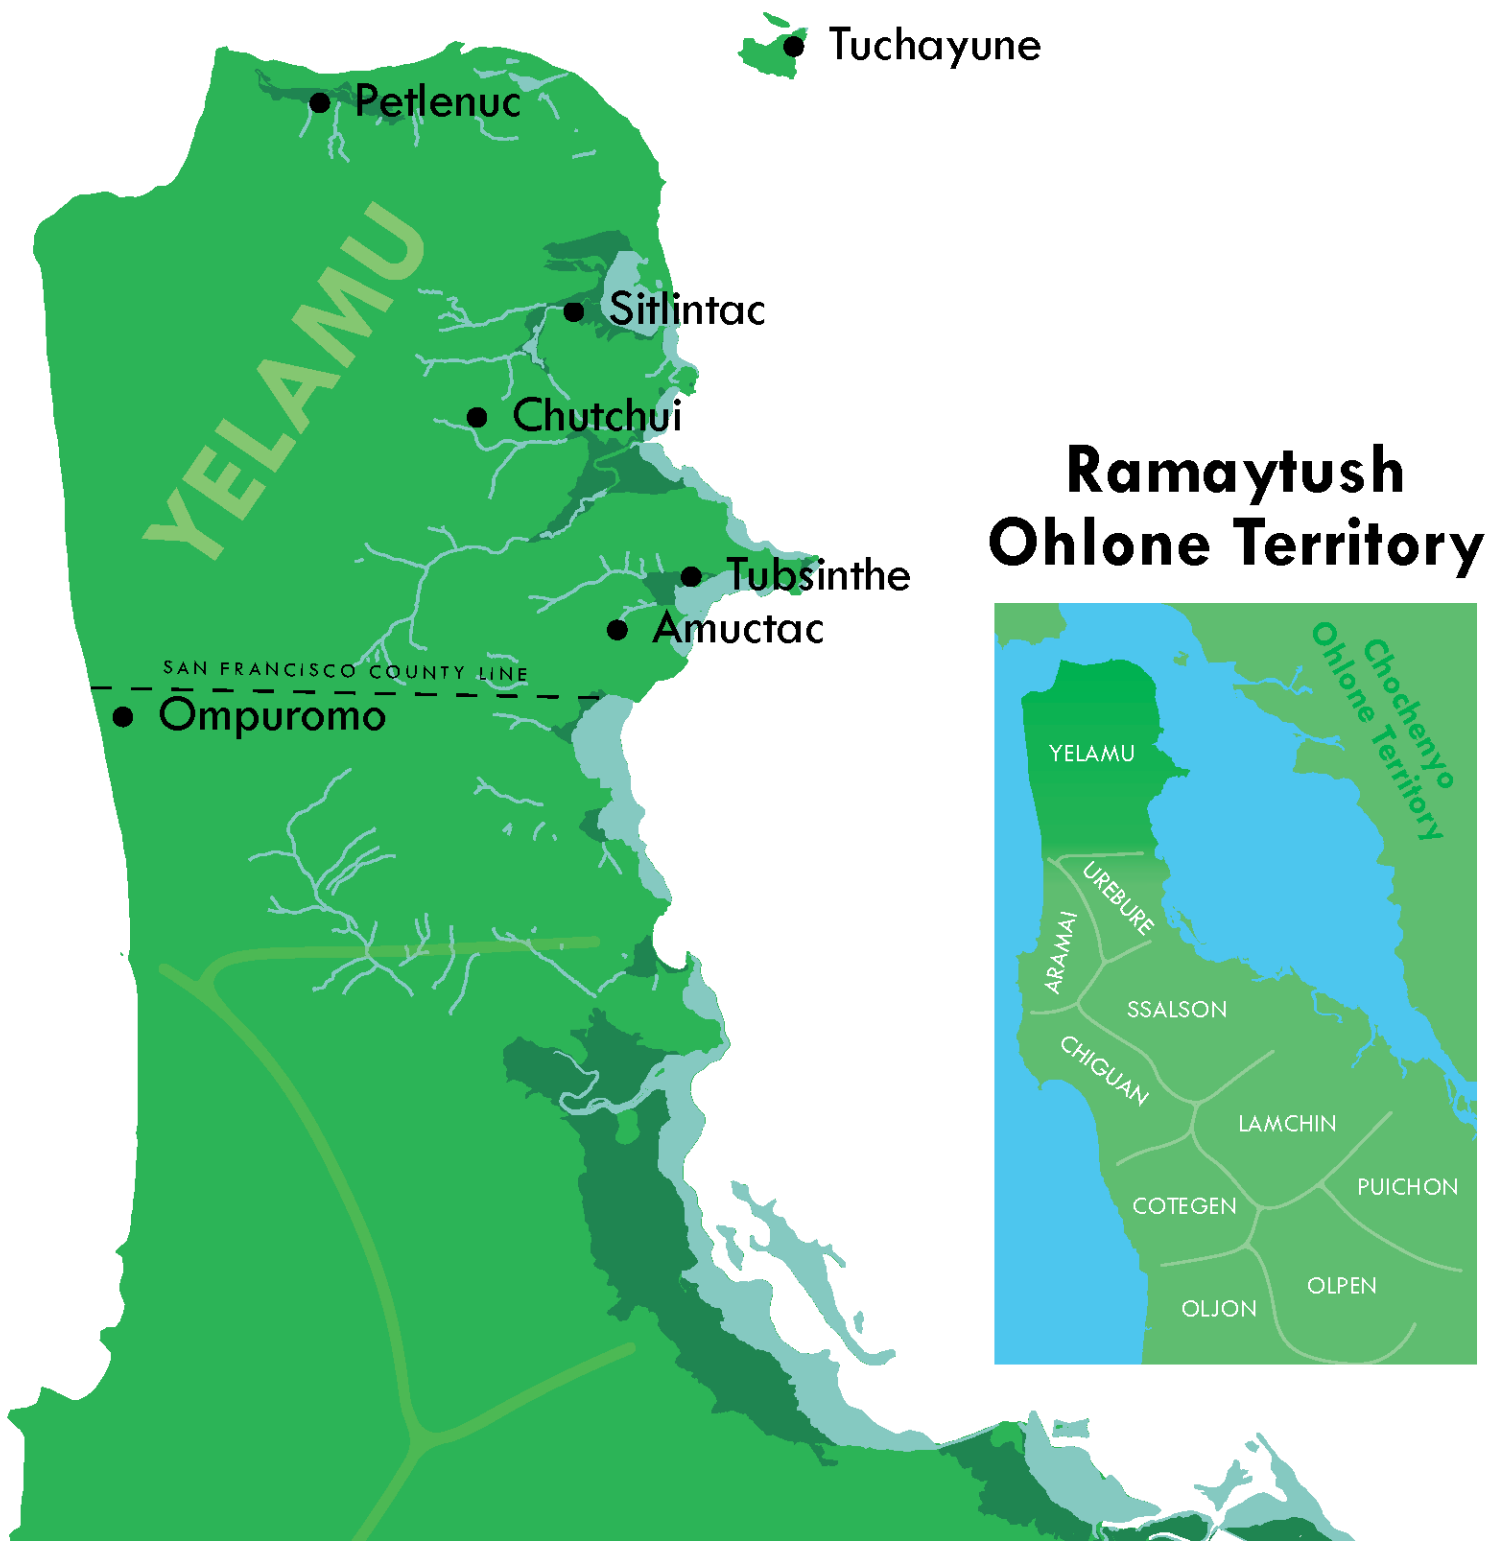 Tuchayune
Petlenuc
YELAMU
Sitlintac
Chutchui
Tubsinthe
Amuctac
SAN FRANCISCO COUNTY LINE
Ompuromo
Ramaytush
Ohlone Territory
Chochenyo
Ohlone Territory
YELAMU
UREBURE
ARAMAI
SSALSON
CHIGUAN
LAMCHIN
PUICHON
COTEGEN
OLPEN
OLJON